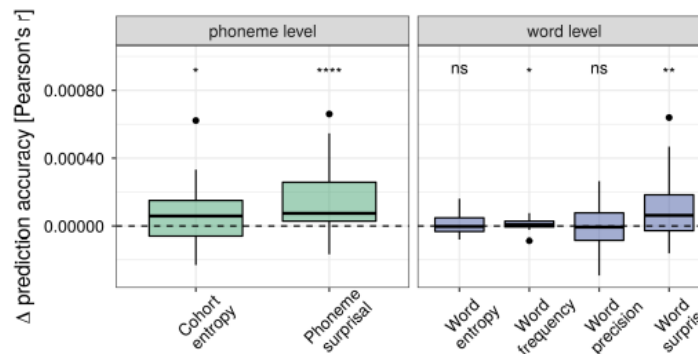 phoneme level
word level
Δ prediction accuracy [Pearson's r]
0.00080
0.00040
0.00000
*
****
ns
*
ns
**
Cohort
entropy
Phoneme
surprisal
Word
entropy
Word
frequency
Word
precision
Word
surpris